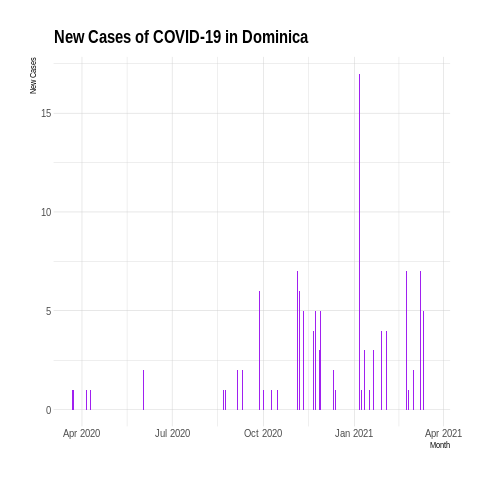 New Cases of COVID-19 in Dominica
New Cases
15
10
5
0
Apr 2020 Jul 2020 Oct 2020 Jan 2021 Apr 2021
Month